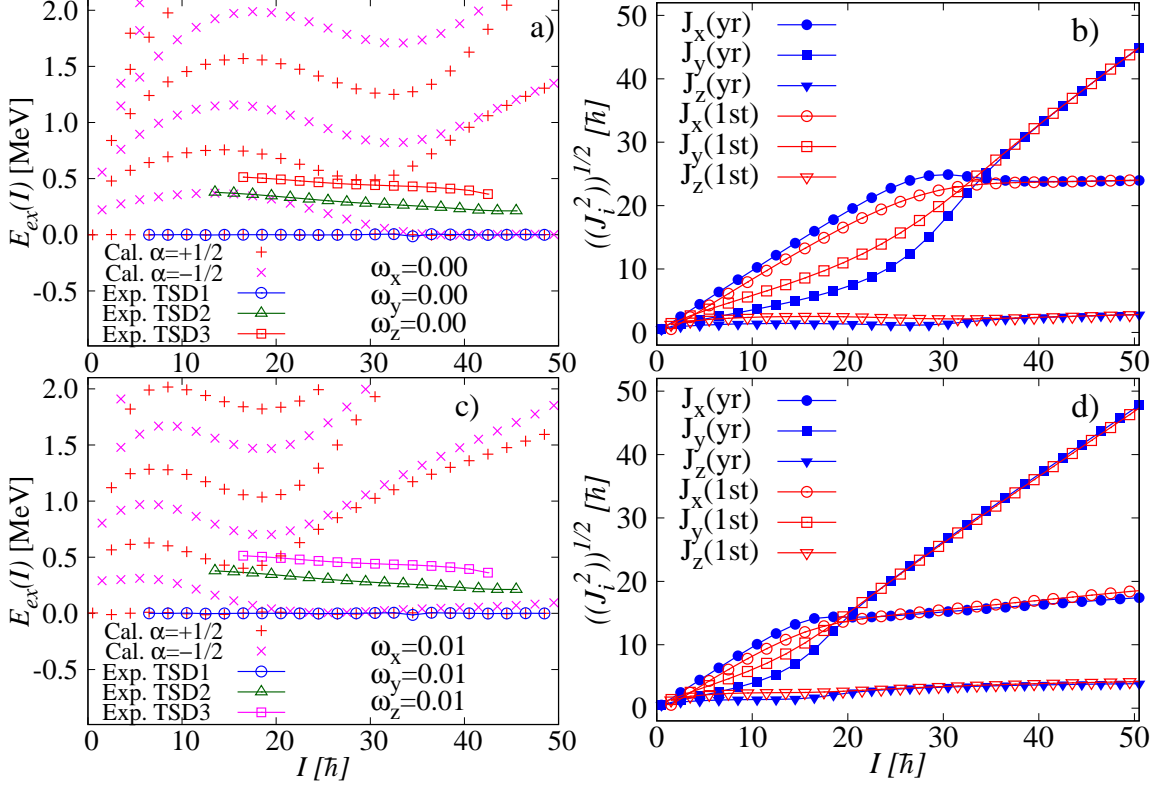 a)
E_ex(I) [MeV]
2.0
1.5
1.0
0.5
0.0
-0.5
Cal. α=+1/2
Cal. α=−1/2
Exp. TSD1
Exp. TSD2
Exp. TSD3
ω_x=0.00
ω_y=0.00
ω_z=0.00
0 10 20 30 40 50
b)
((J_i^2))^1/2 [ħ]
50
40
30
20
10
0
J_x(yr)
J_y(yr)
J_z(yr)
J_x(1st)
J_y(1st)
J_z(1st)
0 10 20 30 40 50
c)
E_ex(I) [MeV]
2.0
1.5
1.0
0.5
0.0
-0.5
Cal. α=+1/2
Cal. α=−1/2
Exp. TSD1
Exp. TSD2
Exp. TSD3
ω_x=0.01
ω_y=0.01
ω_z=0.01
0 10 20 30 40 50
I [ħ]
d)
((J_i^2))^1/2 [ħ]
50
40
30
20
10
0
J_x(yr)
J_y(yr)
J_z(yr)
J_x(1st)
J_y(1st)
J_z(1st)
0 10 20 30 40 50
I [ħ]